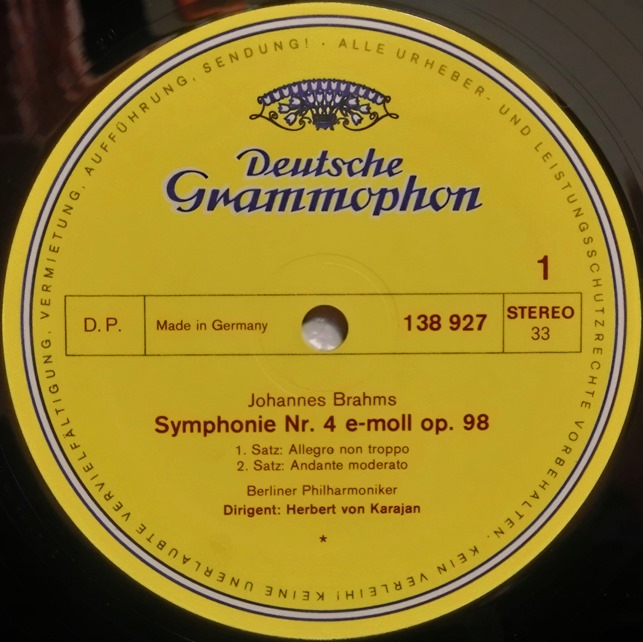 ALLE URHEBER- UND LEISTUNGSSCHUTZRECHTE VORBEHALTEN. KEIN VERLEIH! KEINE UNERLAUBTE VERVIELFÄLTIGUNG, VERMIETUNG, AUFFÜHRUNG, SENDUNG! ·
Deutsche
Grammophon
1
D. P.
Made in Germany
138 927
STEREO
33
Johannes Brahms
Symphonie Nr. 4 e-moll op. 98
1. Satz: Allegro non troppo
2. Satz: Andante moderato
Berliner Philharmoniker
Dirigent: Herbert von Karajan
*